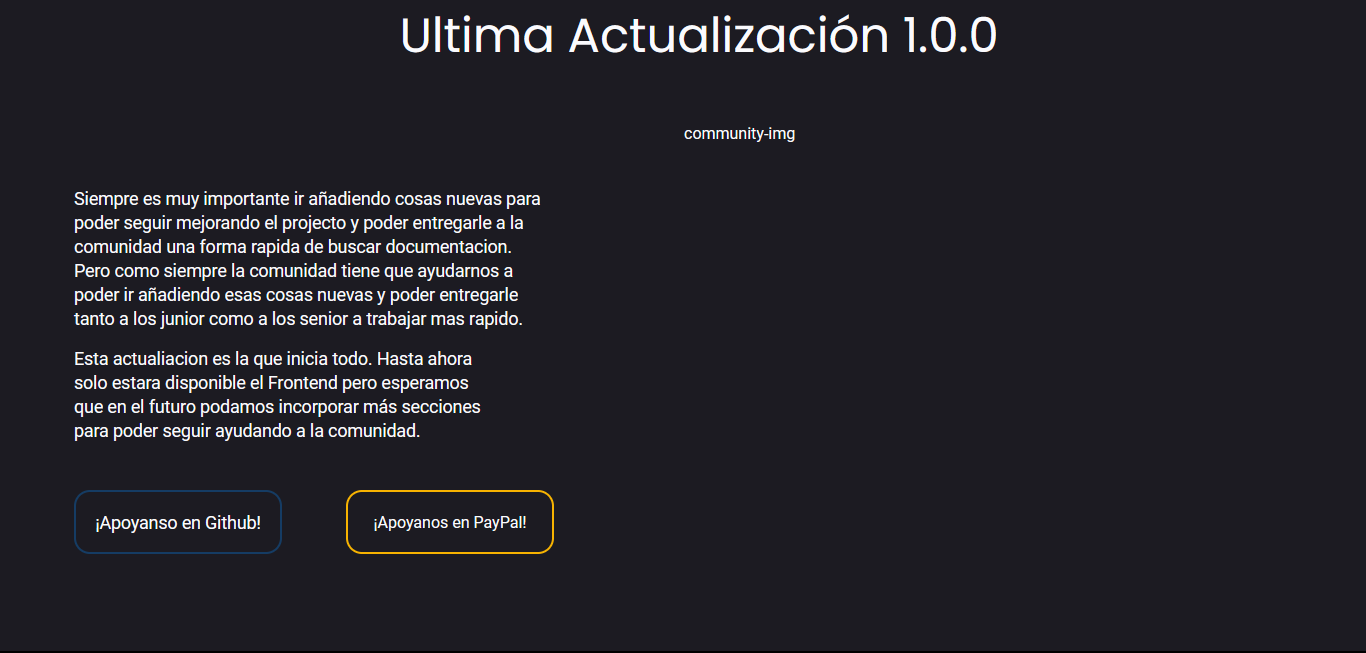 Ultima Actualización 1.0.0
community-img
Siempre es muy importante ir añadiendo cosas nuevas para
poder seguir mejorando el projecto y poder entregarle a la
comunidad una forma rapida de buscar documentacion.
Pero como siempre la comunidad tiene que ayudarnos a
poder ir añadiendo esas cosas nuevas y poder entregarle
tanto a los junior como a los senior a trabajar mas rapido.
Esta actualiacion es la que inicia todo. Hasta ahora
solo estara disponible el Frontend pero esperamos
que en el futuro podamos incorporar más secciones
para poder seguir ayudando a la comunidad.
¡Apoyanso en Github!
¡Apoyanos en PayPal!